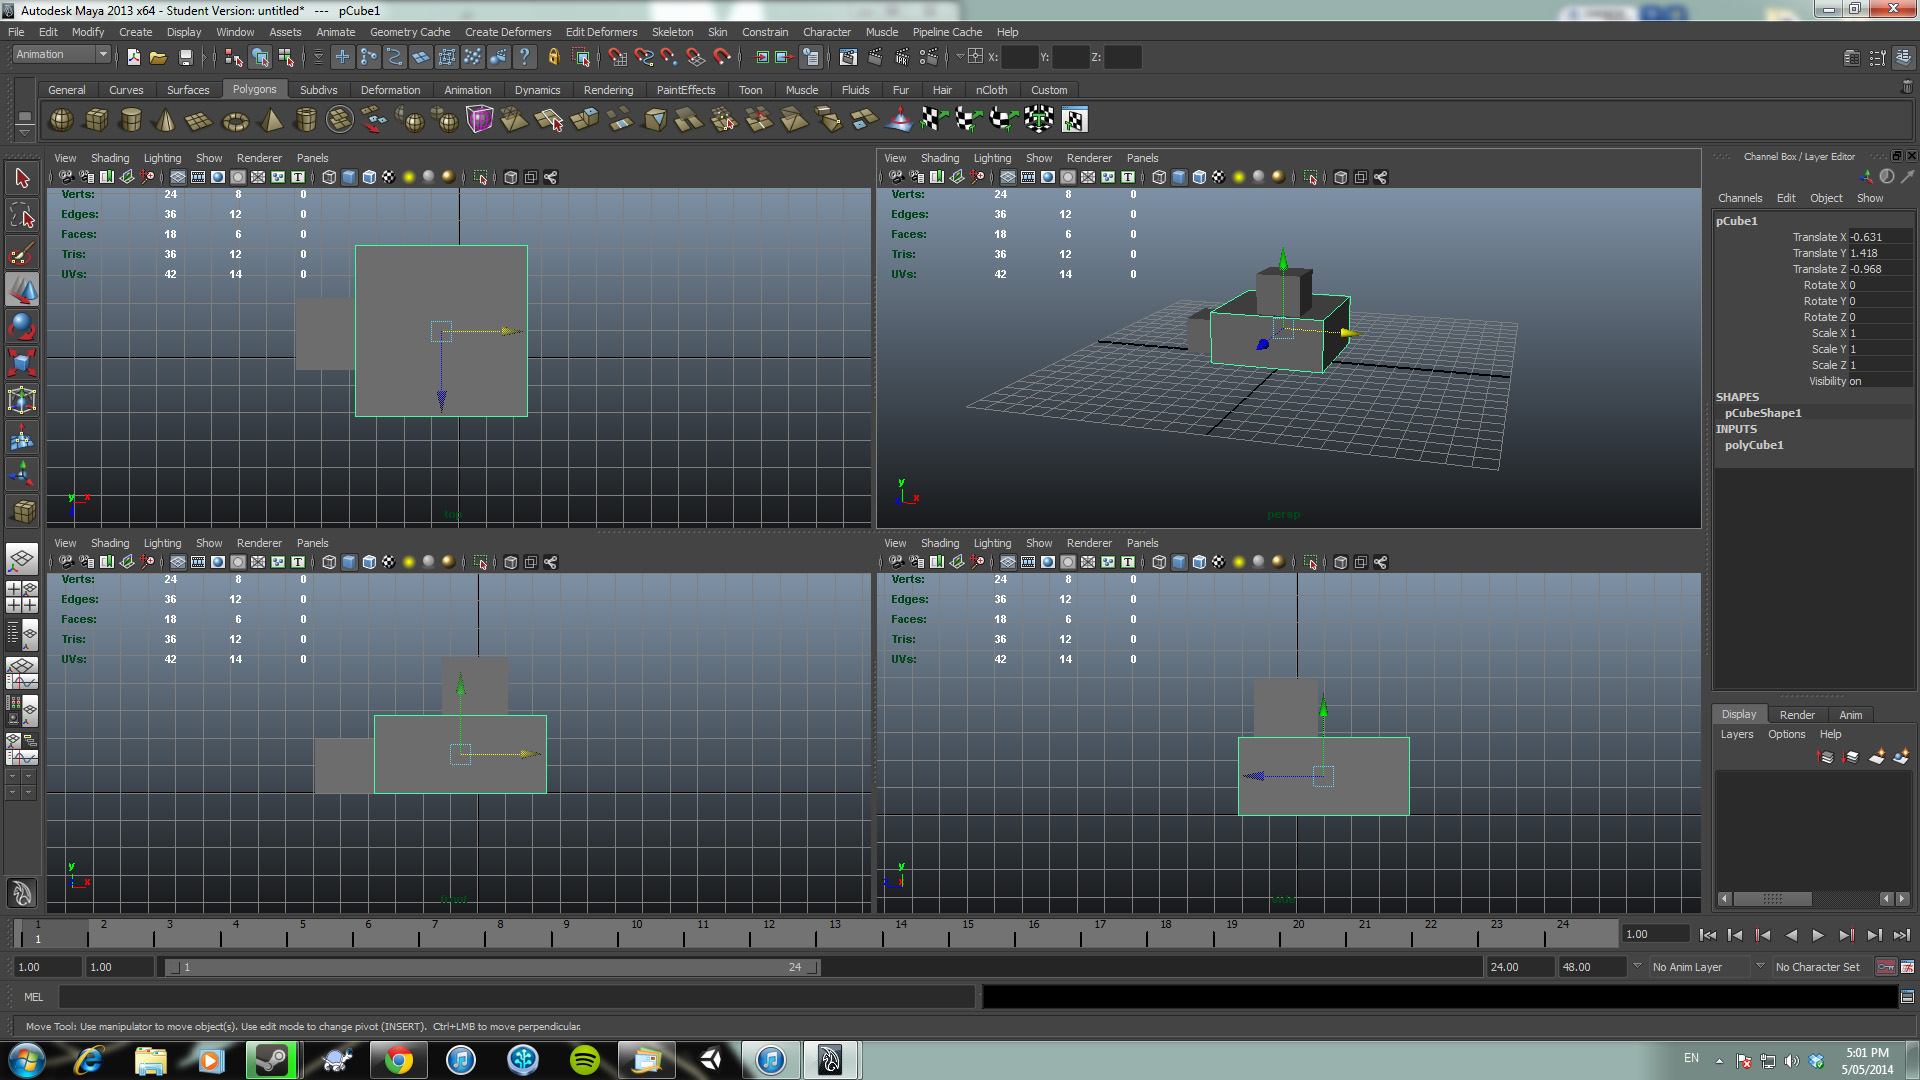 Autodesk Maya 2013 x64 - Student Version: untitled*   ---   pCube1
File Edit Modify Create Display Window Assets Animate Geometry Cache Create Deformers Edit Deformers Skeleton Skin Constrain Character Muscle Pipeline Cache Help
Animation X: Y: Z:
General Curves Surfaces Polygons Subdivs Deformation Animation Dynamics Rendering PaintEffects Toon Muscle Fluids Fur Hair nCloth Custom
View Shading Lighting Show Renderer Panels
Verts: 24 8 0
Edges: 36 12 0
Faces: 18 6 0
Tris: 36 12 0
UVs: 42 14 0
y x
top
View Shading Lighting Show Renderer Panels
Verts: 24 8 0
Edges: 36 12 0
Faces: 18 6 0
Tris: 36 12 0
UVs: 42 14 0
y x
persp
View Shading Lighting Show Renderer Panels
Verts: 24 8 0
Edges: 36 12 0
Faces: 18 6 0
Tris: 36 12 0
UVs: 42 14 0
y x
front
View Shading Lighting Show Renderer Panels
Verts: 24 8 0
Edges: 36 12 0
Faces: 18 6 0
Tris: 36 12 0
UVs: 42 14 0
y
side
Channel Box / Layer Editor
Channels Edit Object Show
pCube1
Translate X -0.631
Translate Y 1.418
Translate Z -0.968
Rotate X 0
Rotate Y 0
Rotate Z 0
Scale X 1
Scale Y 1
Scale Z 1
Visibility on
SHAPES
pCubeShape1
INPUTS
polyCube1
Display Render Anim
Layers Options Help
1 2 3 4 5 6 7 8 9 10 11 12 13 14 15 16 17 18 19 20 21 22 23 24
1 1.00
1.00 1.00 1 24 24.00 48.00 No Anim Layer No Character Set
MEL
Move Tool: Use manipulator to move object(s). Use edit mode to change pivot (INSERT). Ctrl+LMB to move perpendicular.
EN
5:01 PM
5/05/2014